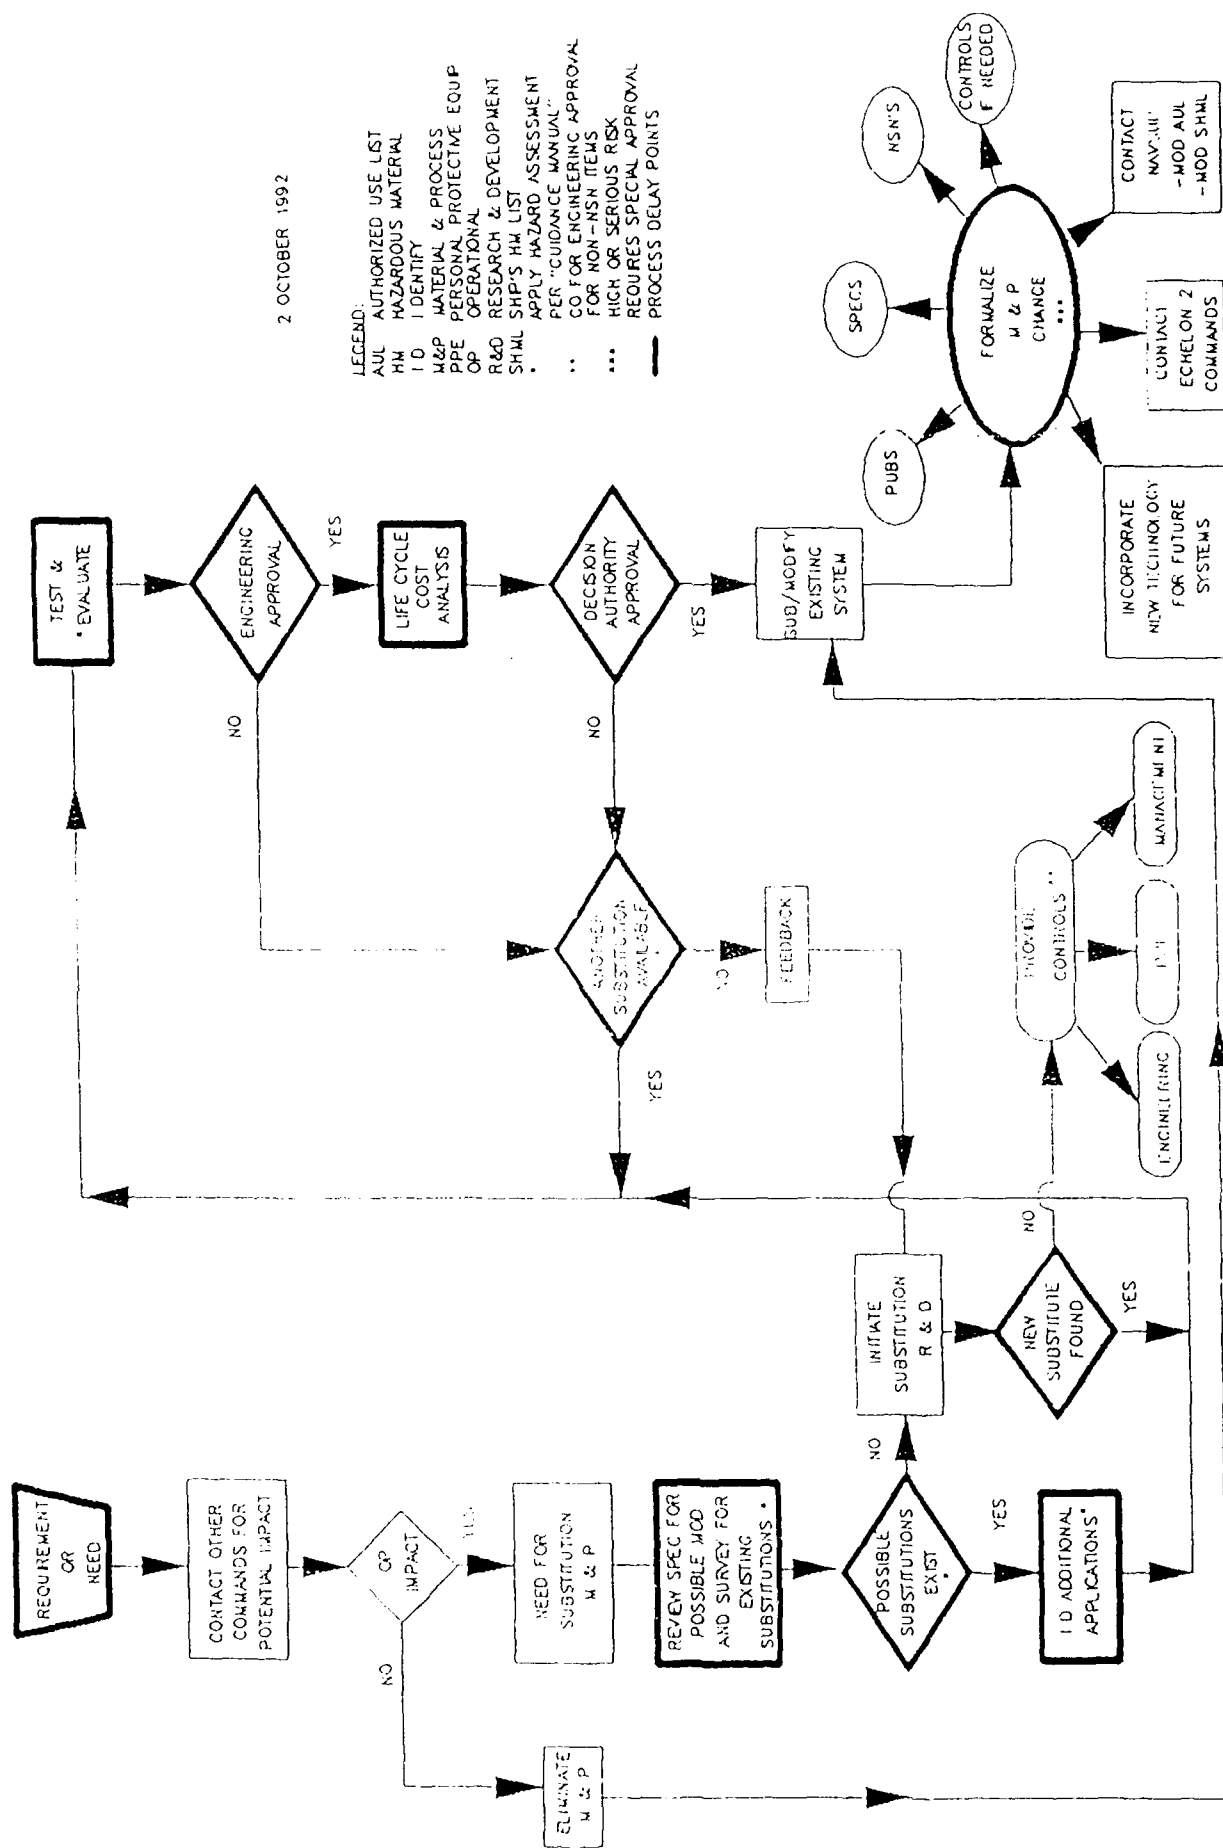 2 OCTOBER 1992
LEGEND:
AUL AUTHORIZED USE LIST
HM HAZARDOUS MATERIAL
I D IDENTIFY
M&P MATERIAL & PROCESS
PPE PERSONAL PROTECTIVE EQUIP
OP OPERATIONAL
R&D RESEARCH & DEVELOPMENT
SHML SHIP'S HM LIST
• APPLY HAZARD ASSESSMENT
PER "GUIDANCE MANUAL"
•• CO FOR ENGINEERING APPROVAL
FOR NON-NSN ITEMS
••• HIGH OR SERIOUS RISK
REQUIRES SPECIAL APPROVAL
PROCESS DELAY POINTS
REQUIREMENT
OR
NEED
CONTACT OTHER
COMMANDS FOR
POTENTIAL IMPACT
OP
IMPACT
NO
YES
ELIMINATE
M & P
NEED FOR
SUBSTITUTION
M & P
REVIEW SPEC FOR
POSSIBLE MOD
AND SURVEY FOR
EXISTING
SUBSTITUTIONS •
POSSIBLE
SUBSTITUTIONS
EXIST
•
NO
YES
I D ADDITIONAL
APPLICATIONS*
INITIATE
SUBSTITUTION
R & D
NEW
SUBSTITUTE
FOUND
NO
YES
PROVIDE
CONTROLS **
ENGINEERING
MANAGEMENT
TEST &
* EVALUATE
ENGINEERING
APPROVAL
NO
YES
LIFE CYCLE
COST
ANALYSIS
DECISION
AUTHORITY
APPROVAL
NO
YES
ANOTHER
SUBSTITUTION
AVAILABLE
•
YES
NO
FEEDBACK
SUB/MODIFY
EXISTING
SYSTEM
FORMALIZE
M & P
CHANGE
•••
PUBS
SPECS
NSN'S
CONTROLS
F NEEDED
INCORPORATE
NEW TECHNOLOGY
FOR FUTURE
SYSTEMS
CONTACT
ECHELON 2
COMMANDS
CONTACT
-MOD AUL
-MOD SHML